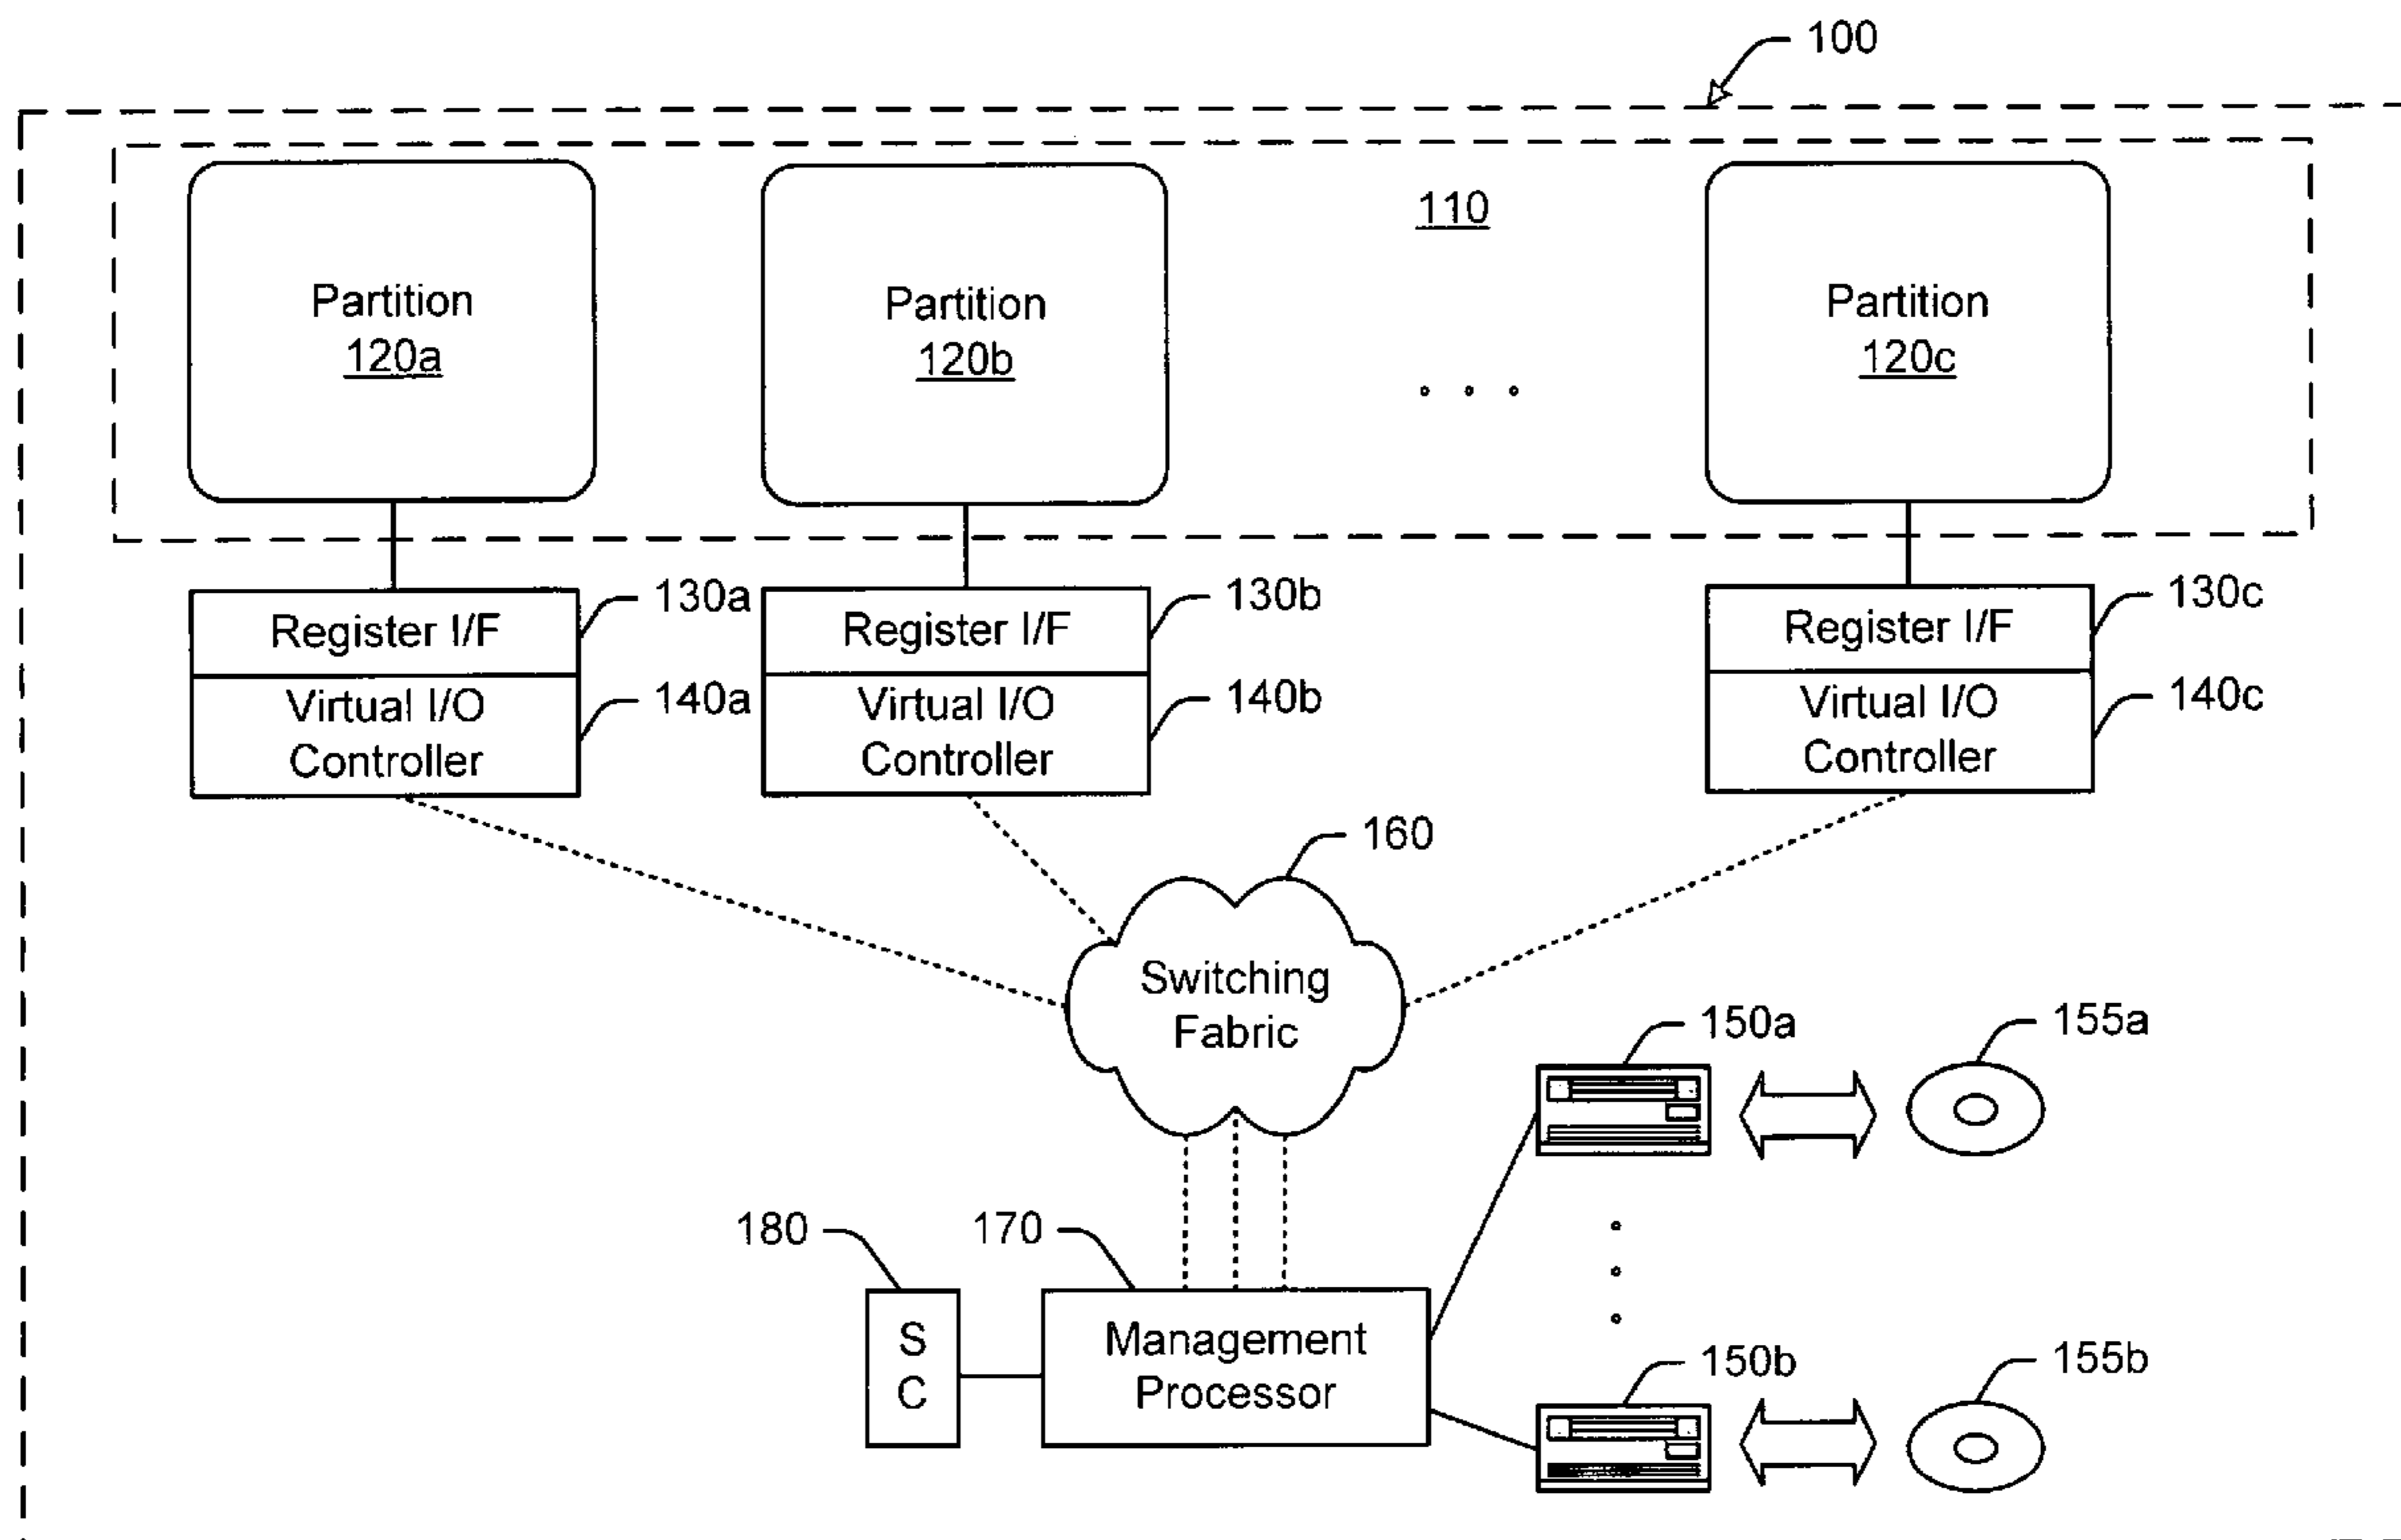 100
110
Partition
120a
Partition
120b
Partition
120c
Register I/F
130a
Register I/F
130b
Register I/F
130c
Virtual I/O
Controller
140a
Virtual I/O
Controller
140b
Virtual I/O
Controller
140c
160
Switching
Fabric
150a
155a
180
170
S
C
Management
Processor
150b
155b